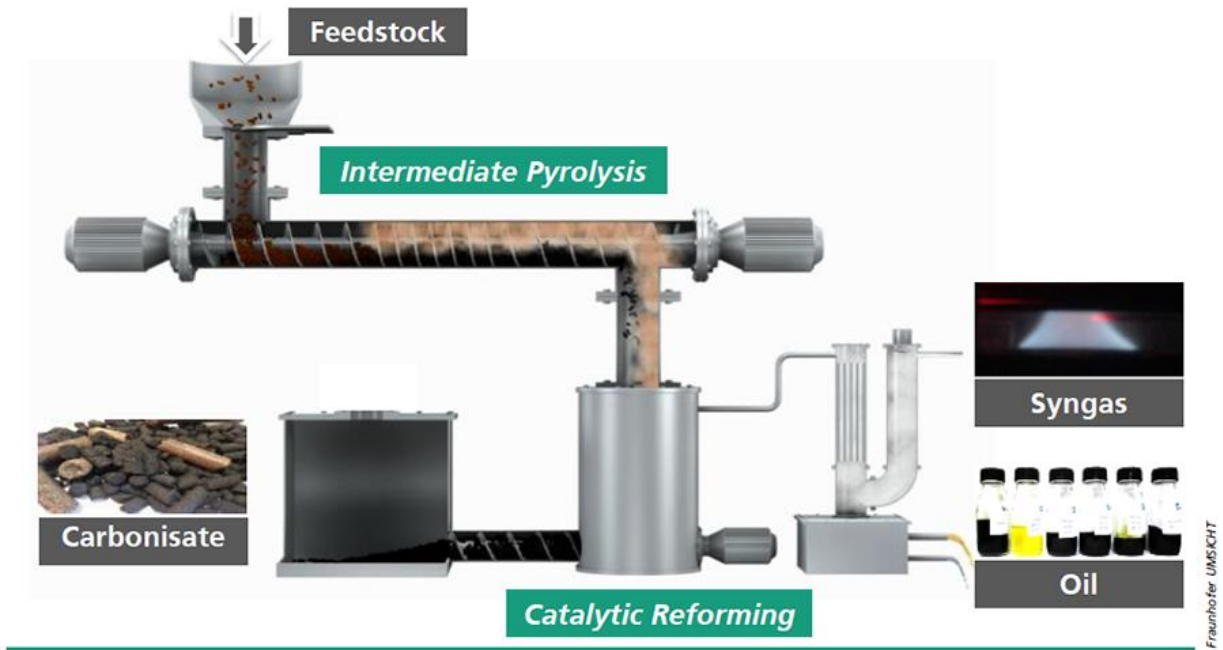 Feedstock
Intermediate Pyrolysis
Syngas
Carbonisate
Oil
Catalytic Reforming
Fraunhofer UMSICHT